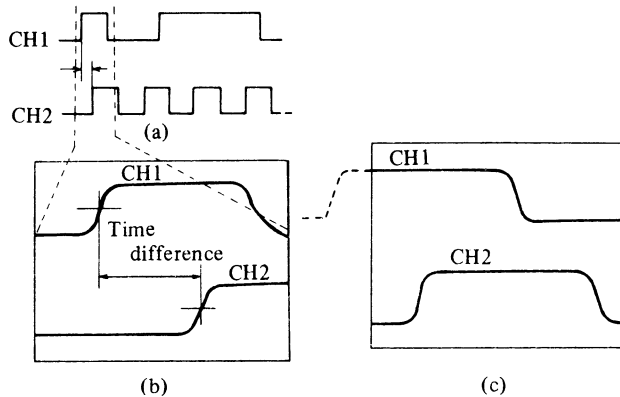 CH1
CH2
(a)
CH1
Time
difference
CH2
(b)
CH1
CH2
(c)